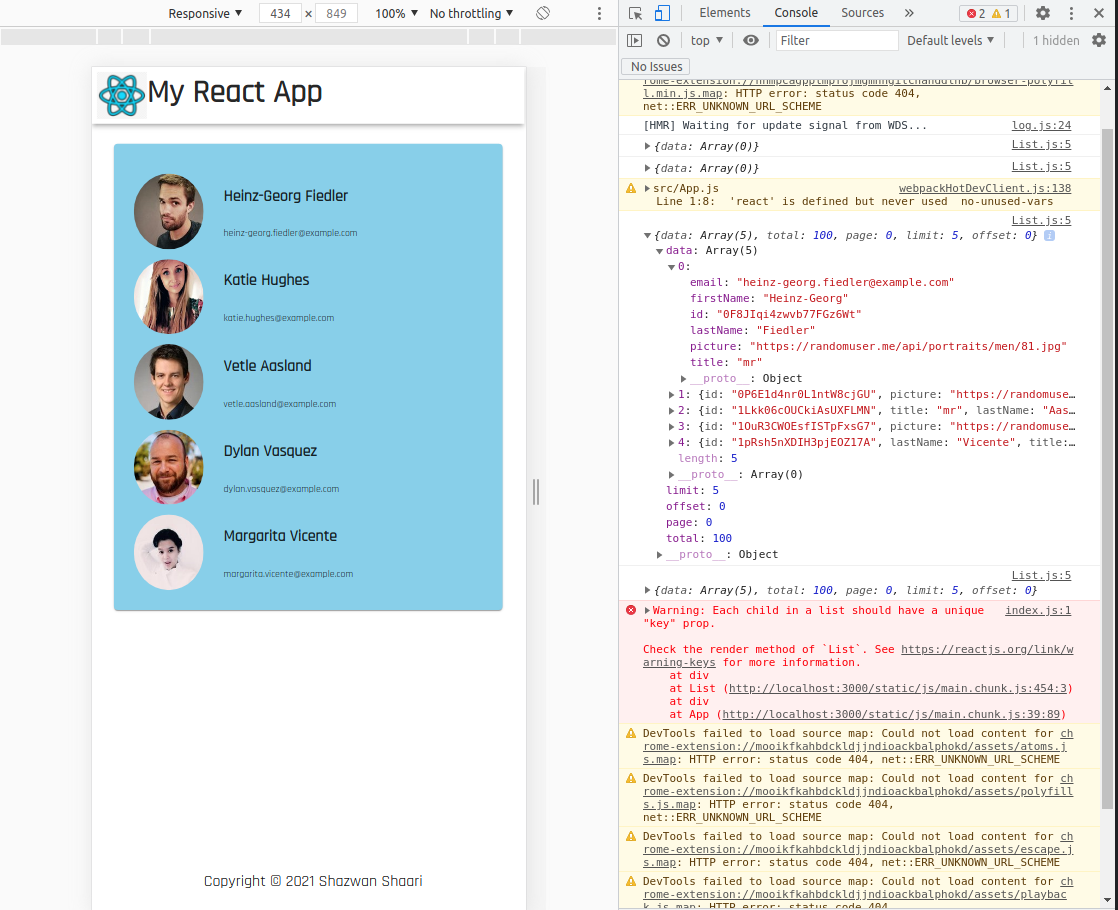 Responsive ▼ 434 × 849 100% ▼ No throttling ▼
My React App
Heinz-Georg Fiedler
heinz-georg.fiedler@example.com
Katie Hughes
katie.hughes@example.com
Vetle Aasland
vetle.aasland@example.com
Dylan Vasquez
dylan.vasquez@example.com
Margarita Vicente
margarita.vicente@example.com
Copyright © 2021 Shazwan Shaari
Elements Console Sources » 2 1
top ▼ Filter Default levels ▼ 1 hidden
No Issues
l.min.js.map: HTTP error: status code 404,
net::ERR_UNKNOWN_URL_SCHEME
[HMR] Waiting for update signal from WDS... log.js:24
▶{data: Array(0)} List.js:5
▶{data: Array(0)} List.js:5
▶src/App.js webpackHotDevClient.js:138
Line 1:8:  'react' is defined but never used  no-unused-vars
List.js:5
▼{data: Array(5), total: 100, page: 0, limit: 5, offset: 0} i
▼data: Array(5)
▼0:
email: "heinz-georg.fiedler@example.com"
firstName: "Heinz-Georg"
id: "0F8JIqi4zwvb77FGz6Wt"
lastName: "Fiedler"
picture: "https://randomuser.me/api/portraits/men/81.jpg"
title: "mr"
▶__proto__: Object
▶1: {id: "0P6E1d4nr0L1ntW8cjGU", picture: "https://randomuse…
▶2: {id: "1Lkk06cOUCkiAsUXFLMN", title: "mr", lastName: "Aas…
▶3: {id: "1OuR3CWOEsfISTpFxsG7", picture: "https://randomuse…
▶4: {id: "1pRsh5nXDIH3pjEOZ17A", lastName: "Vicente", title:…
length: 5
▶__proto__: Array(0)
limit: 5
offset: 0
page: 0
total: 100
▶__proto__: Object
List.js:5
▶{data: Array(5), total: 100, page: 0, limit: 5, offset: 0}
▶Warning: Each child in a list should have a unique index.js:1
"key" prop.
Check the render method of `List`. See https://reactjs.org/link/w
arning-keys for more information.
at div
at List (http://localhost:3000/static/js/main.chunk.js:454:3)
at div
at App (http://localhost:3000/static/js/main.chunk.js:39:89)
DevTools failed to load source map: Could not load content for ch
rome-extension://mooikfkahbdckldjjndioackbalphokd/assets/atoms.j
s.map: HTTP error: status code 404, net::ERR_UNKNOWN_URL_SCHEME
DevTools failed to load source map: Could not load content for ch
rome-extension://mooikfkahbdckldjjndioackbalphokd/assets/polyfill
s.js.map: HTTP error: status code 404,
net::ERR_UNKNOWN_URL_SCHEME
DevTools failed to load source map: Could not load content for ch
rome-extension://mooikfkahbdckldjjndioackbalphokd/assets/escape.j
s.map: HTTP error: status code 404, net::ERR_UNKNOWN_URL_SCHEME
DevTools failed to load source map: Could not load content for ch
rome-extension://mooikfkahbdckldjjndioackbalphokd/assets/playbac
k.js.map: HTTP error: status code 404,